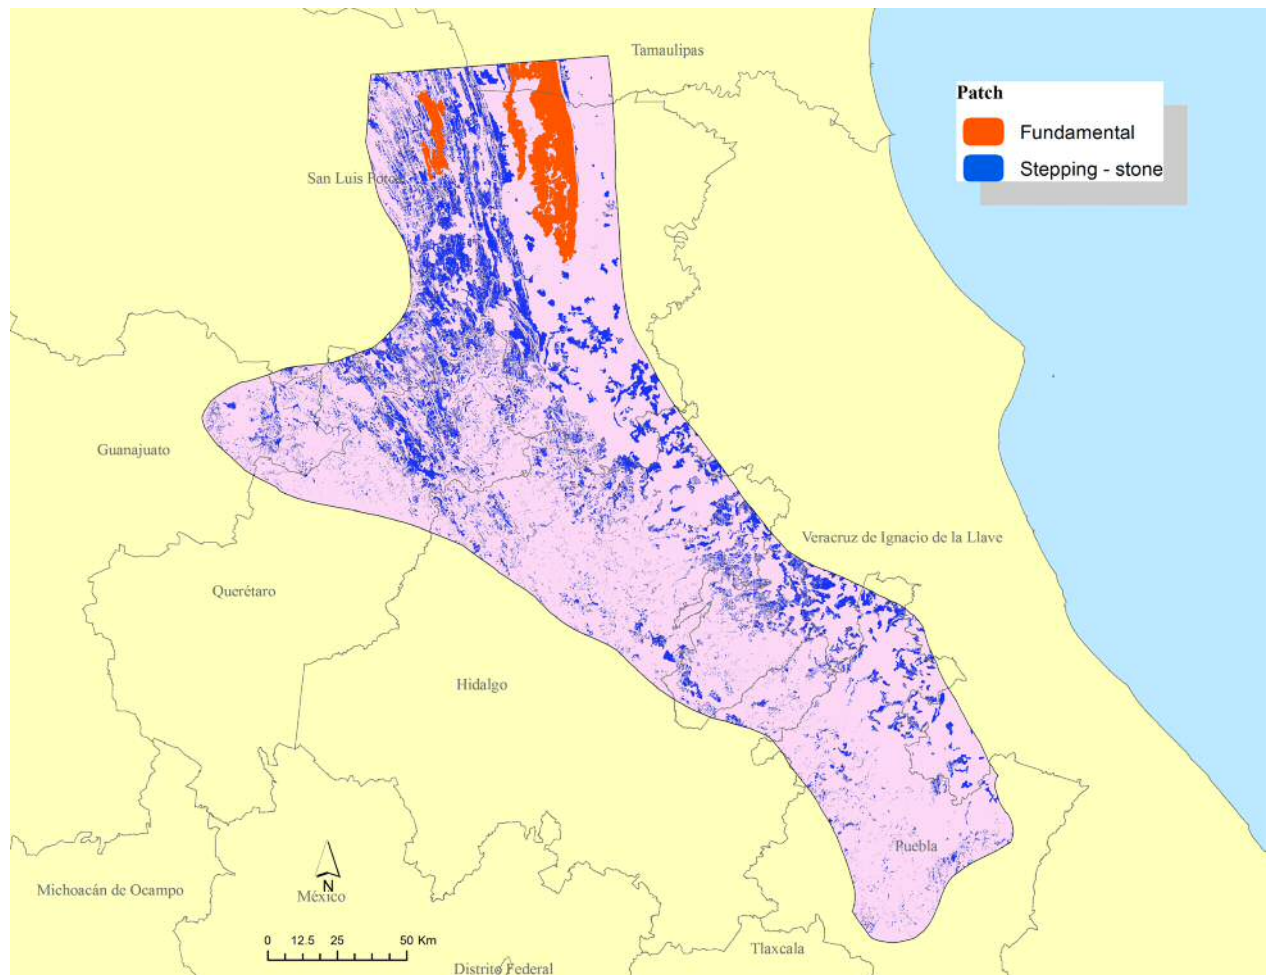 Tamaulipas
Patch
Fundamental
Stepping - stone
San Luis Potosí
Guanajuato
Veracruz de Ignacio de la Llave
Querétaro
Hidalgo
Puebla
Michoacán de Ocampo
N
México
0 12.5 25 50 Km
Tlaxcala
Distrito Federal